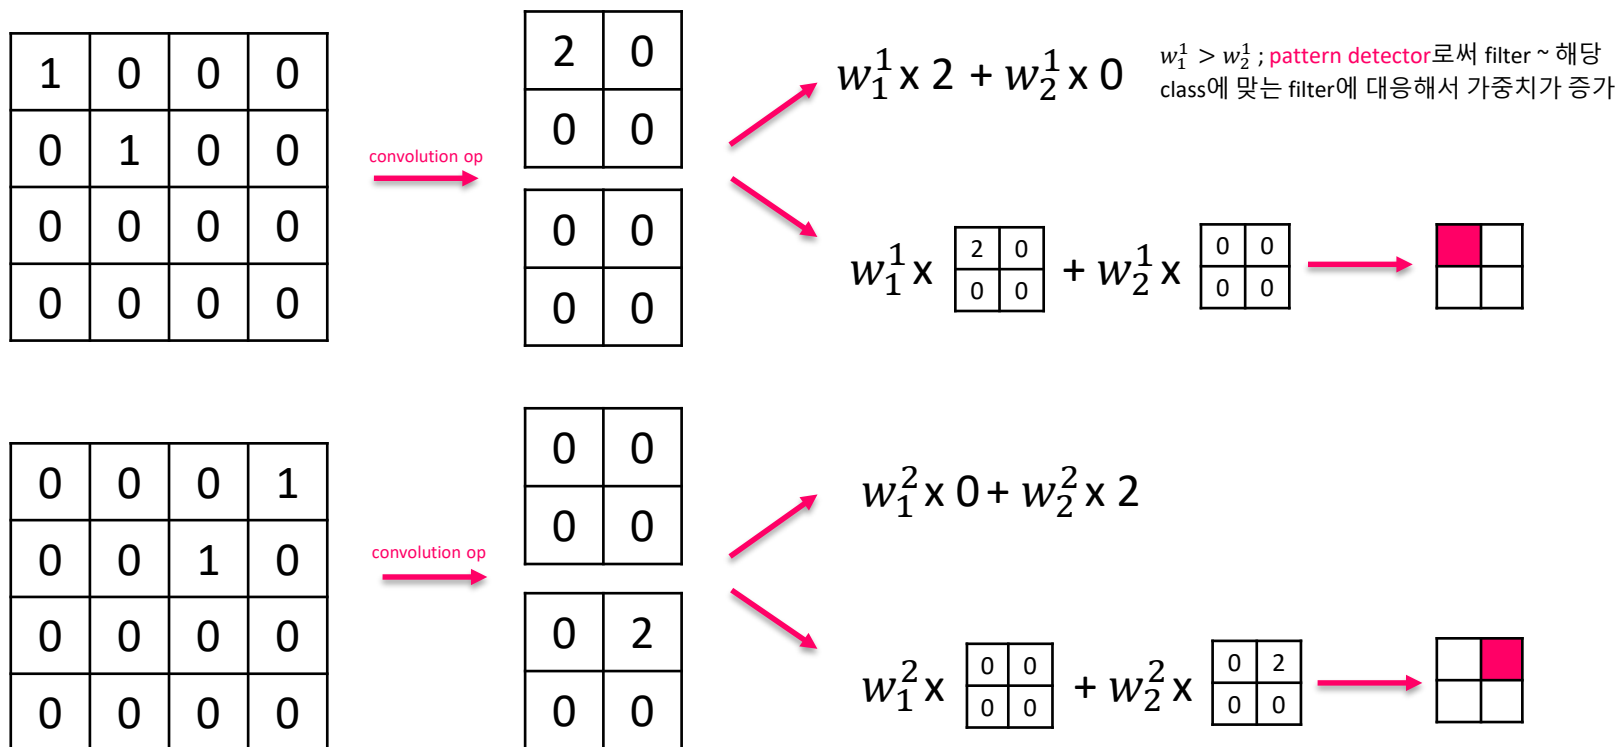 1 0 0 0
0 1 0 0
0 0 0 0
0 0 0 0
convolution op
2 0
0 0
0 0
0 0
w₁¹ x 2 + w₂¹ x 0
w₁¹ > w₂¹ ; pattern detector로써 filter ~ 해당
class에 맞는 filter에 대응해서 가중치가 증가
w₁¹ x
2 0
0 0
+ w₂¹ x
0 0
0 0
0 0 0 1
0 0 1 0
0 0 0 0
0 0 0 0
convolution op
0 0
0 0
0 2
0 0
w₁² x 0 + w₂² x 2
w₁² x
0 0
0 0
+ w₂² x
0 2
0 0